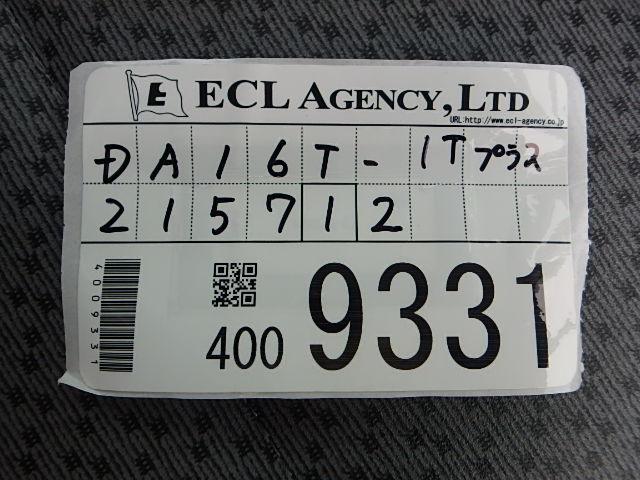 E ECL AGENCY, LTD
URL:http://www.ecl-agency.co.jp
DA16T- ITプラス
215712
4009331
400 9331